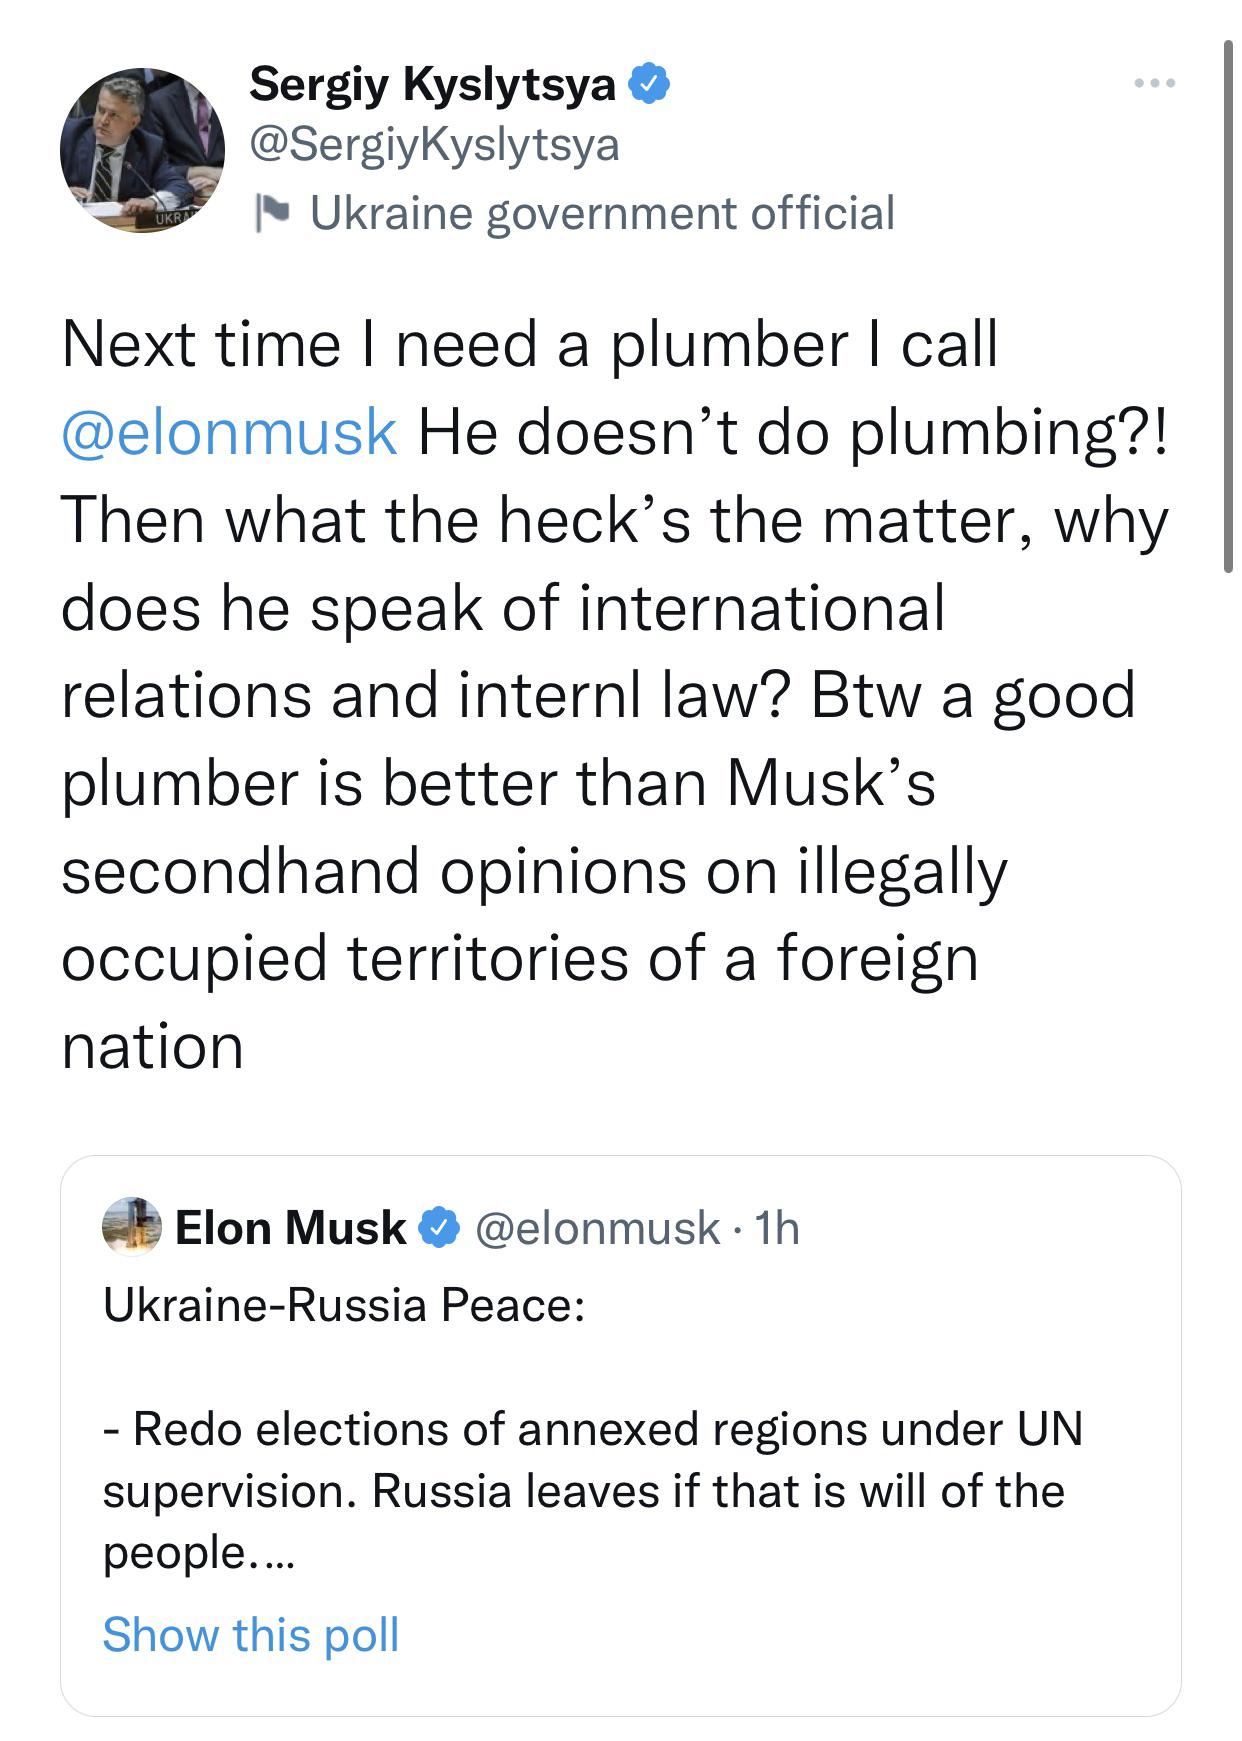 Sergiy Kyslytsya
@SergiyKyslytsya
Ukraine government official
Next time I need a plumber I call
@elonmusk He doesn’t do plumbing?!
Then what the heck’s the matter, why
does he speak of international
relations and internl law? Btw a good
plumber is better than Musk’s
secondhand opinions on illegally
occupied territories of a foreign
nation
Elon Musk @elonmusk · 1h
Ukraine-Russia Peace:
- Redo elections of annexed regions under UN
supervision. Russia leaves if that is will of the
people.…
Show this poll